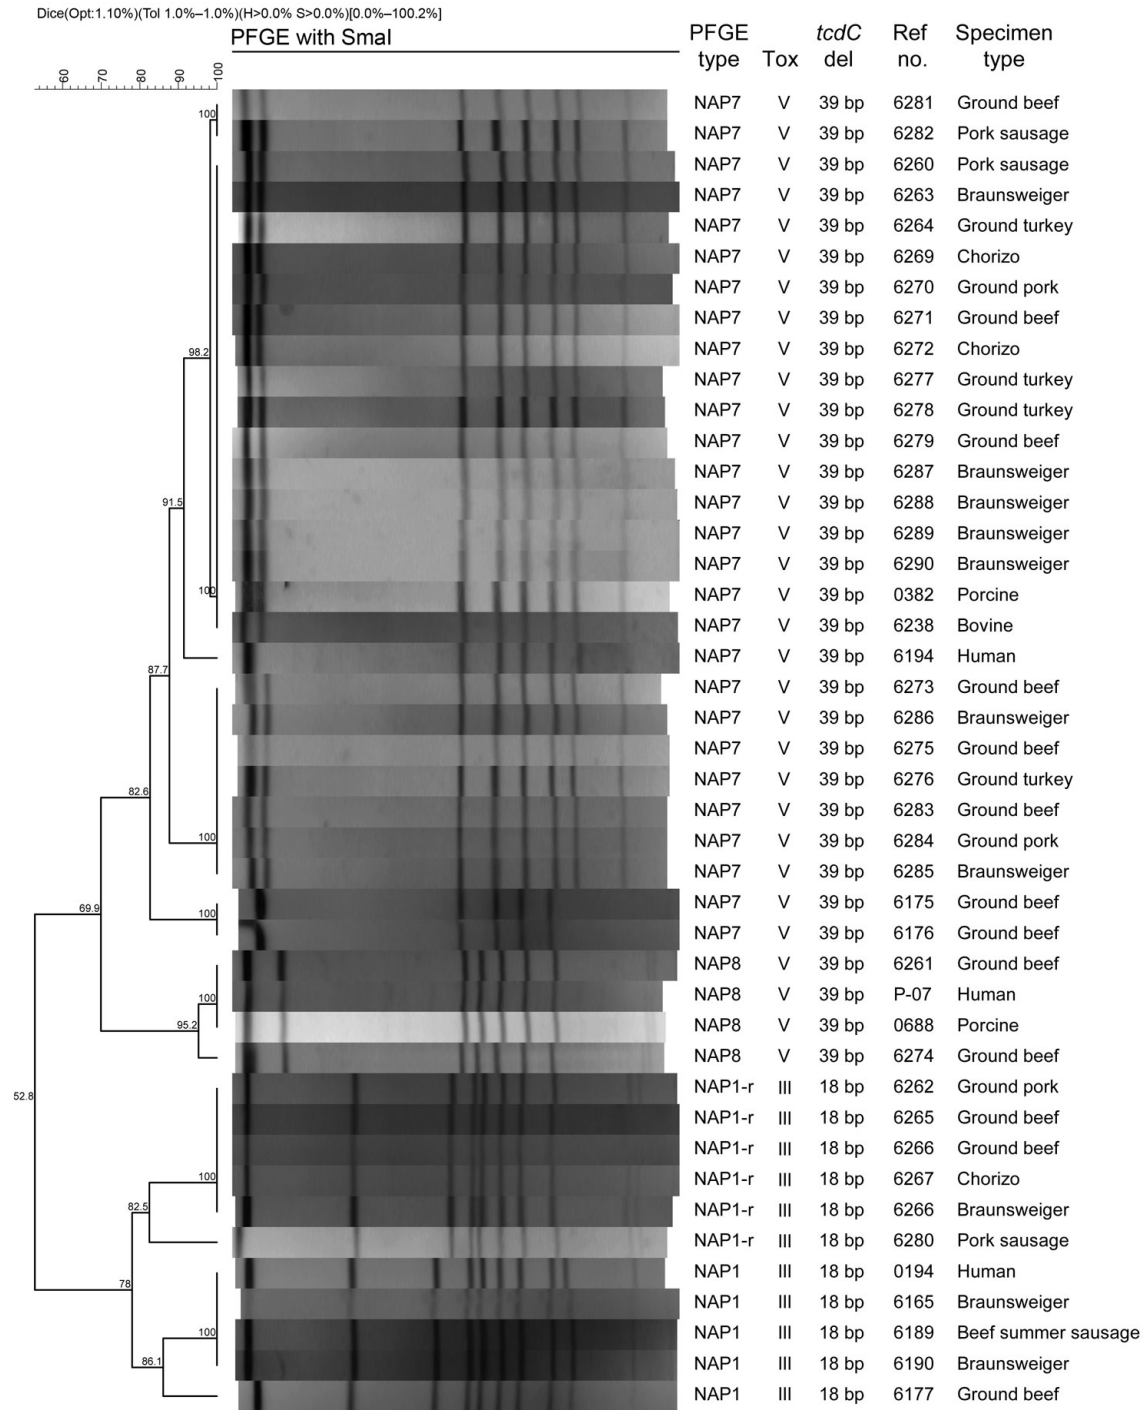 Dice(Opt:1.10%)(Tol 1.0%–1.0%)(H>0.0% S>0.0%)[0.0%–100.2%]
PFGE with SmaI
PFGE type Tox tcdC del Ref no. Specimen type
60 70 80 90 100
100 NAP7 V 39 bp 6281 Ground beef
NAP7 V 39 bp 6282 Pork sausage
NAP7 V 39 bp 6260 Pork sausage
NAP7 V 39 bp 6263 Braunsweiger
NAP7 V 39 bp 6264 Ground turkey
NAP7 V 39 bp 6269 Chorizo
NAP7 V 39 bp 6270 Ground pork
NAP7 V 39 bp 6271 Ground beef
98.2 NAP7 V 39 bp 6272 Chorizo
NAP7 V 39 bp 6277 Ground turkey
NAP7 V 39 bp 6278 Ground turkey
NAP7 V 39 bp 6279 Ground beef
NAP7 V 39 bp 6287 Braunsweiger
91.5 NAP7 V 39 bp 6288 Braunsweiger
NAP7 V 39 bp 6289 Braunsweiger
NAP7 V 39 bp 6290 Braunsweiger
100 NAP7 V 39 bp 0382 Porcine
NAP7 V 39 bp 6238 Bovine
NAP7 V 39 bp 6194 Human
87.7 NAP7 V 39 bp 6273 Ground beef
NAP7 V 39 bp 6286 Braunsweiger
NAP7 V 39 bp 6275 Ground beef
NAP7 V 39 bp 6276 Ground turkey
82.6 NAP7 V 39 bp 6283 Ground beef
100 NAP7 V 39 bp 6284 Ground pork
NAP7 V 39 bp 6285 Braunsweiger
69.9 NAP7 V 39 bp 6175 Ground beef
100 NAP7 V 39 bp 6176 Ground beef
NAP8 V 39 bp 6261 Ground beef
100 NAP8 V 39 bp P-07 Human
95.2 NAP8 V 39 bp 0688 Porcine
NAP8 V 39 bp 6274 Ground beef
52.8 NAP1-r III 18 bp 6262 Ground pork
NAP1-r III 18 bp 6265 Ground beef
NAP1-r III 18 bp 6266 Ground beef
100 NAP1-r III 18 bp 6267 Chorizo
82.5 NAP1-r III 18 bp 6266 Braunsweiger
NAP1-r III 18 bp 6280 Pork sausage
78 NAP1 III 18 bp 0194 Human
NAP1 III 18 bp 6165 Braunsweiger
100 NAP1 III 18 bp 6189 Beef summer sausage
86.1 NAP1 III 18 bp 6190 Braunsweiger
NAP1 III 18 bp 6177 Ground beef